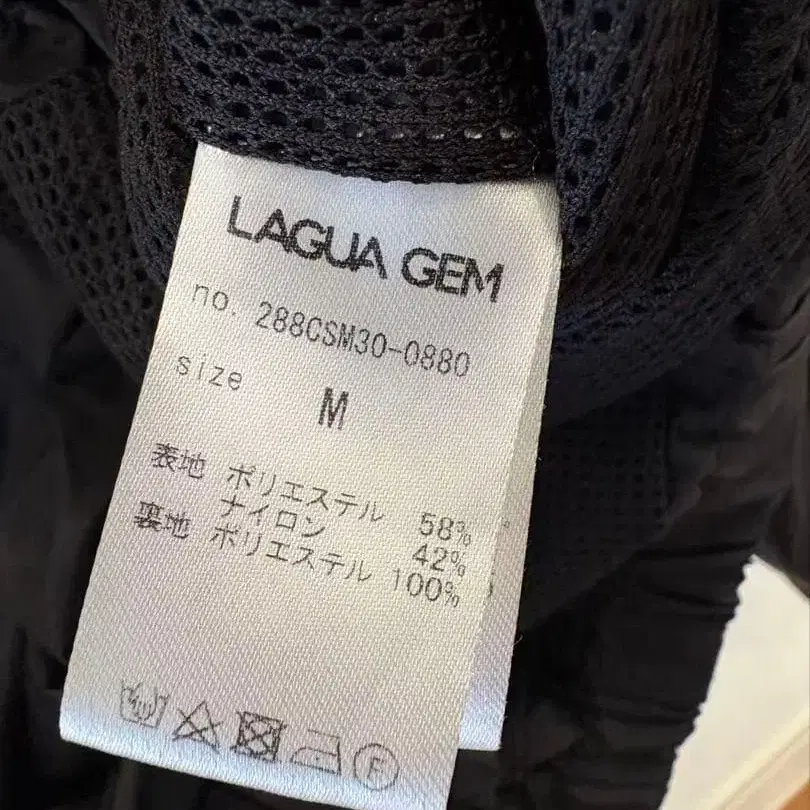 LAGUA GEM
no. 288CSM30-0880
size M
表地 ポリエステル 58%
ナイロン 42%
裏地 ポリエステル 100%
F